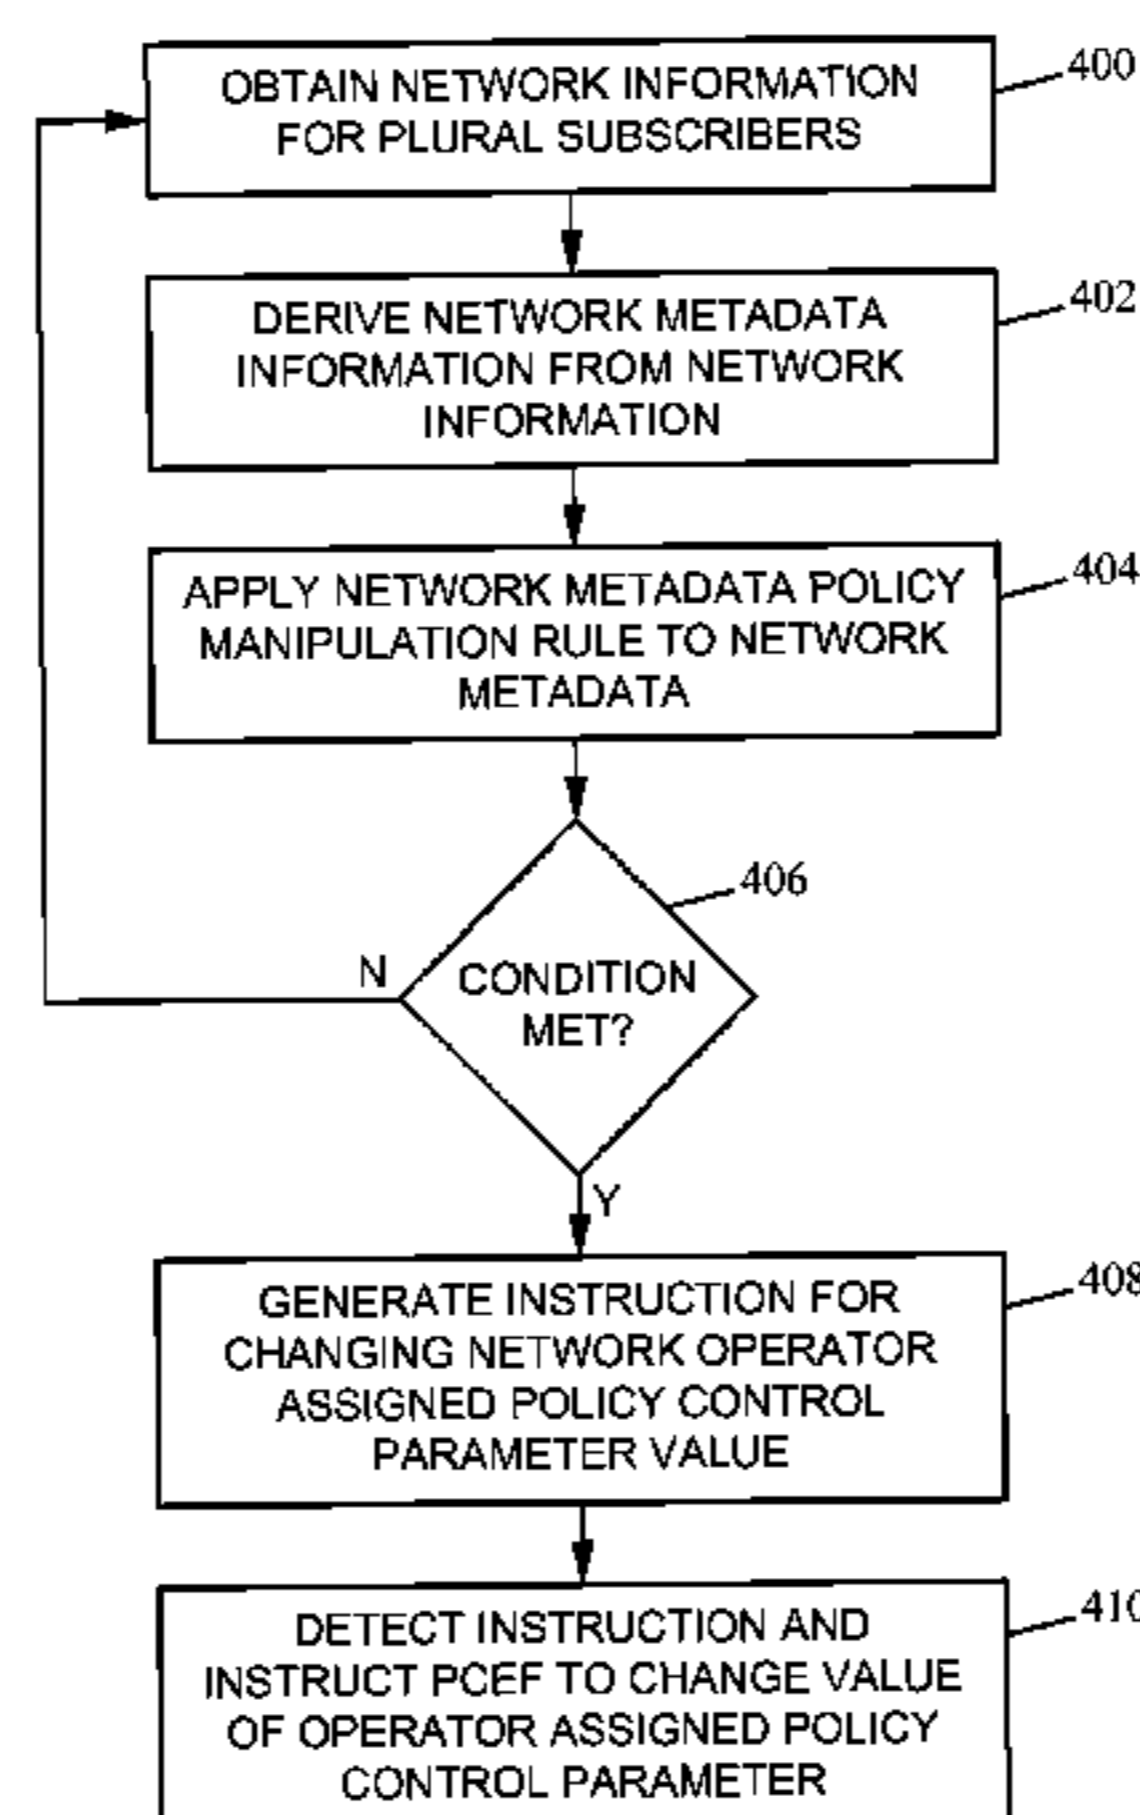 OBTAIN NETWORK INFORMATION
FOR PLURAL SUBSCRIBERS
400
DERIVE NETWORK METADATA
INFORMATION FROM NETWORK
INFORMATION
402
APPLY NETWORK METADATA POLICY
MANIPULATION RULE TO NETWORK
METADATA
404
406
N
CONDITION
MET?
Y
GENERATE INSTRUCTION FOR
CHANGING NETWORK OPERATOR
ASSIGNED POLICY CONTROL
PARAMETER VALUE
408
DETECT INSTRUCTION AND
INSTRUCT PCEF TO CHANGE VALUE
OF OPERATOR ASSIGNED POLICY
CONTROL PARAMETER
410